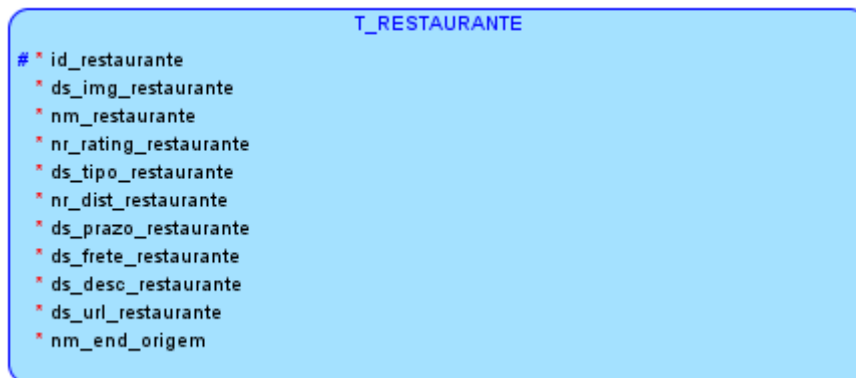 T_RESTAURANTE
# * id_restaurante
* ds_img_restaurante
* nm_restaurante
* nr_rating_restaurante
* ds_tipo_restaurante
* nr_dist_restaurante
* ds_prazo_restaurante
* ds_frete_restaurante
* ds_desc_restaurante
* ds_url_restaurante
* nm_end_origem